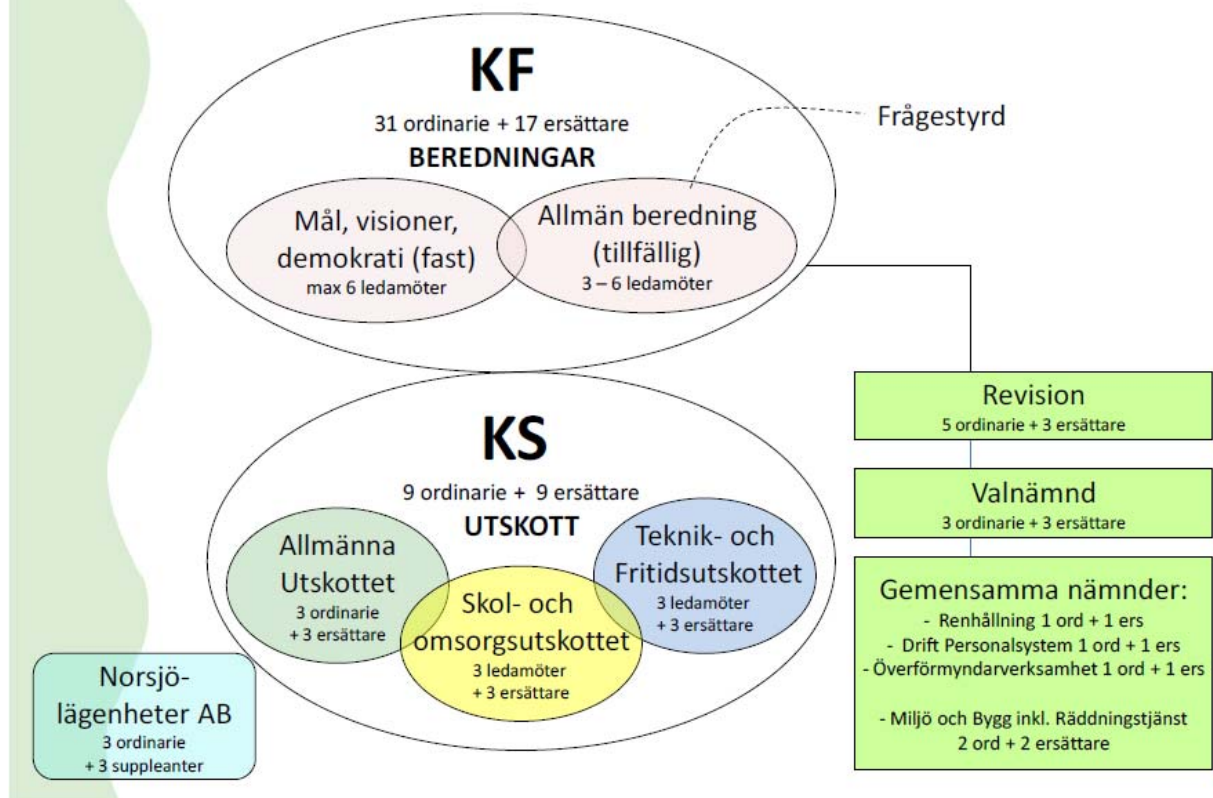 KF
31 ordinarie + 17 ersättare
BEREDNINGAR
Frågestyrd
Mål, visioner,
demokrati (fast)
max 6 ledamöter
Allmän beredning
(tillfällig)
3 – 6 ledamöter
KS
9 ordinarie + 9 ersättare
UTSKOTT
Allmänna
Utskottet
3 ordinarie
+ 3 ersättare
Skol- och
omsorgsutskottet
3 ledamöter
+ 3 ersättare
Teknik- och
Fritidsutskottet
3 ledamöter
+ 3 ersättare
Norsjö-
lägenheter AB
3 ordinarie
+ 3 suppleanter
Revision
5 ordinarie + 3 ersättare
Valnämnd
3 ordinarie + 3 ersättare
Gemensamma nämnder:
- Renhållning 1 ord + 1 ers
- Drift Personalsystem 1 ord + 1 ers
- Överförmyndarverksamhet 1 ord + 1 ers
- Miljö och Bygg inkl. Räddningstjänst
2 ord + 2 ersättare